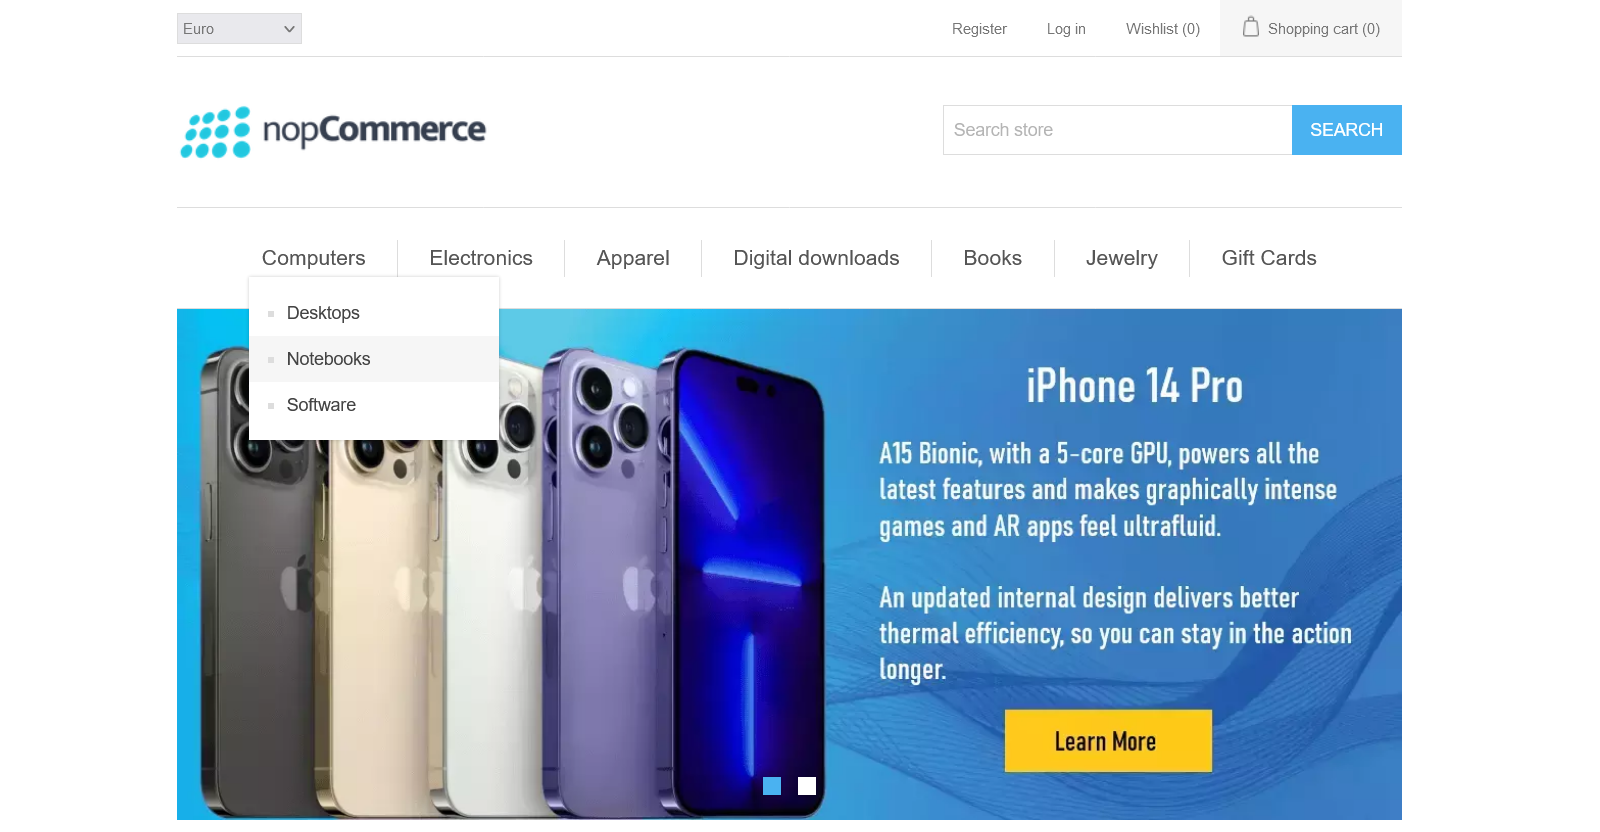 Euro
Register
Log in
Wishlist (0)
Shopping cart (0)
nopCommerce
Search store
SEARCH
Computers
Electronics
Apparel
Digital downloads
Books
Jewelry
Gift Cards
Desktops
Notebooks
Software
iPhone 14 Pro
A15 Bionic, with a 5-core GPU, powers all the
latest features and makes graphically intense
games and AR apps feel ultrafluid.
An updated internal design delivers better
thermal efficiency, so you can stay in the action
longer.
Learn More